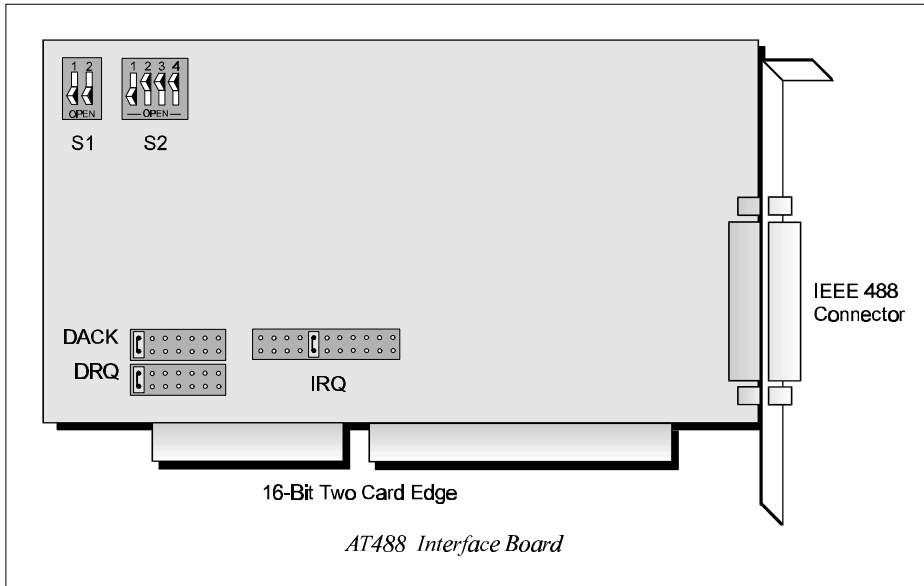 1 2
OPEN
S1
1 2 3 4
OPEN
S2
DACK
DRQ
IRQ
IEEE 488
Connector
16-Bit Two Card Edge
AT488 Interface Board